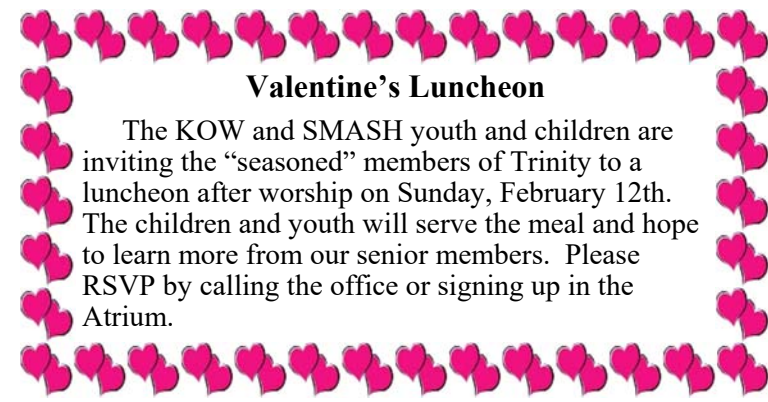 Valentine’s Luncheon
The KOW and SMASH youth and children are
inviting the “seasoned” members of Trinity to a
luncheon after worship on Sunday, February 12th.
The children and youth will serve the meal and hope
to learn more from our senior members.  Please
RSVP by calling the office or signing up in the
Atrium.